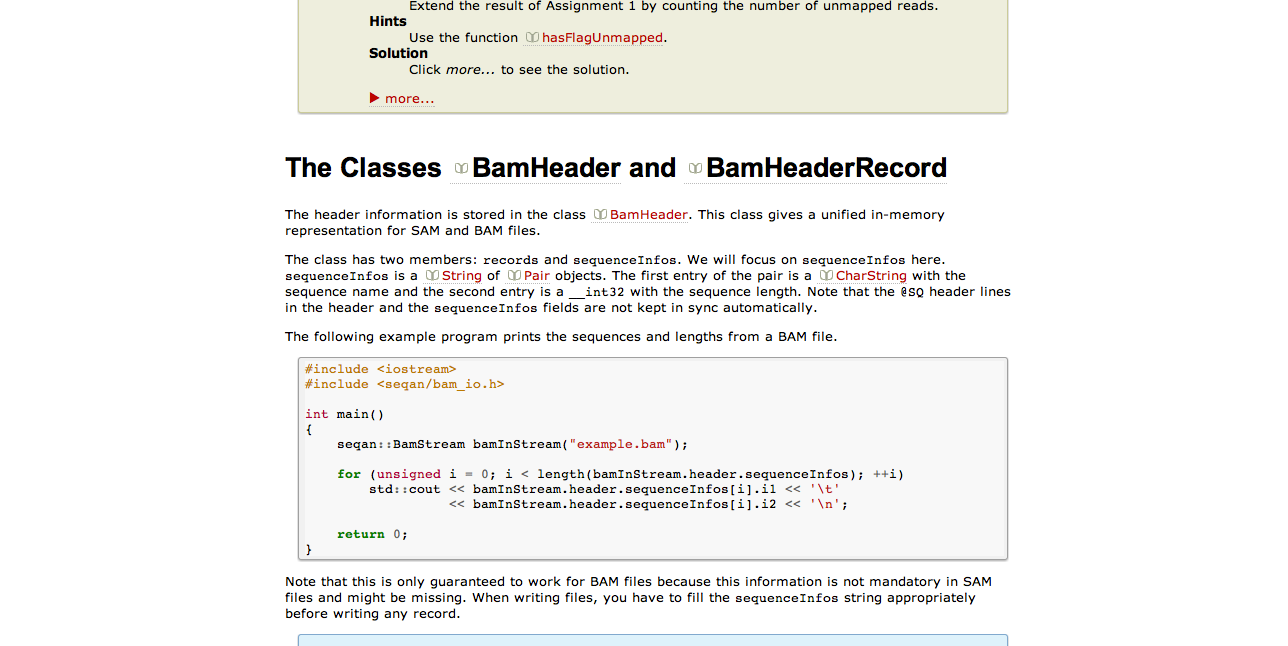 Extend the result of Assignment 1 by counting the number of unmapped reads.
Hints
Use the function hasFlagUnmapped.
Solution
Click more... to see the solution.
more...
The Classes BamHeader and BamHeaderRecord
The header information is stored in the class BamHeader. This class gives a unified in-memory
representation for SAM and BAM files.
The class has two members: records and sequenceInfos. We will focus on sequenceInfos here.
sequenceInfos is a String of Pair objects. The first entry of the pair is a CharString with the
sequence name and the second entry is a __int32 with the sequence length. Note that the @SQ header lines
in the header and the sequenceInfos fields are not kept in sync automatically.
The following example program prints the sequences and lengths from a BAM file.
#include <iostream>
#include <seqan/bam_io.h>
int main()
{
    seqan::BamStream bamInStream("example.bam");
    for (unsigned i = 0; i < length(bamInStream.header.sequenceInfos); ++i)
        std::cout << bamInStream.header.sequenceInfos[i].i1 << '\t'
                  << bamInStream.header.sequenceInfos[i].i2 << '\n';
    return 0;
}
Note that this is only guaranteed to work for BAM files because this information is not mandatory in SAM
files and might be missing. When writing files, you have to fill the sequenceInfos string appropriately
before writing any record.